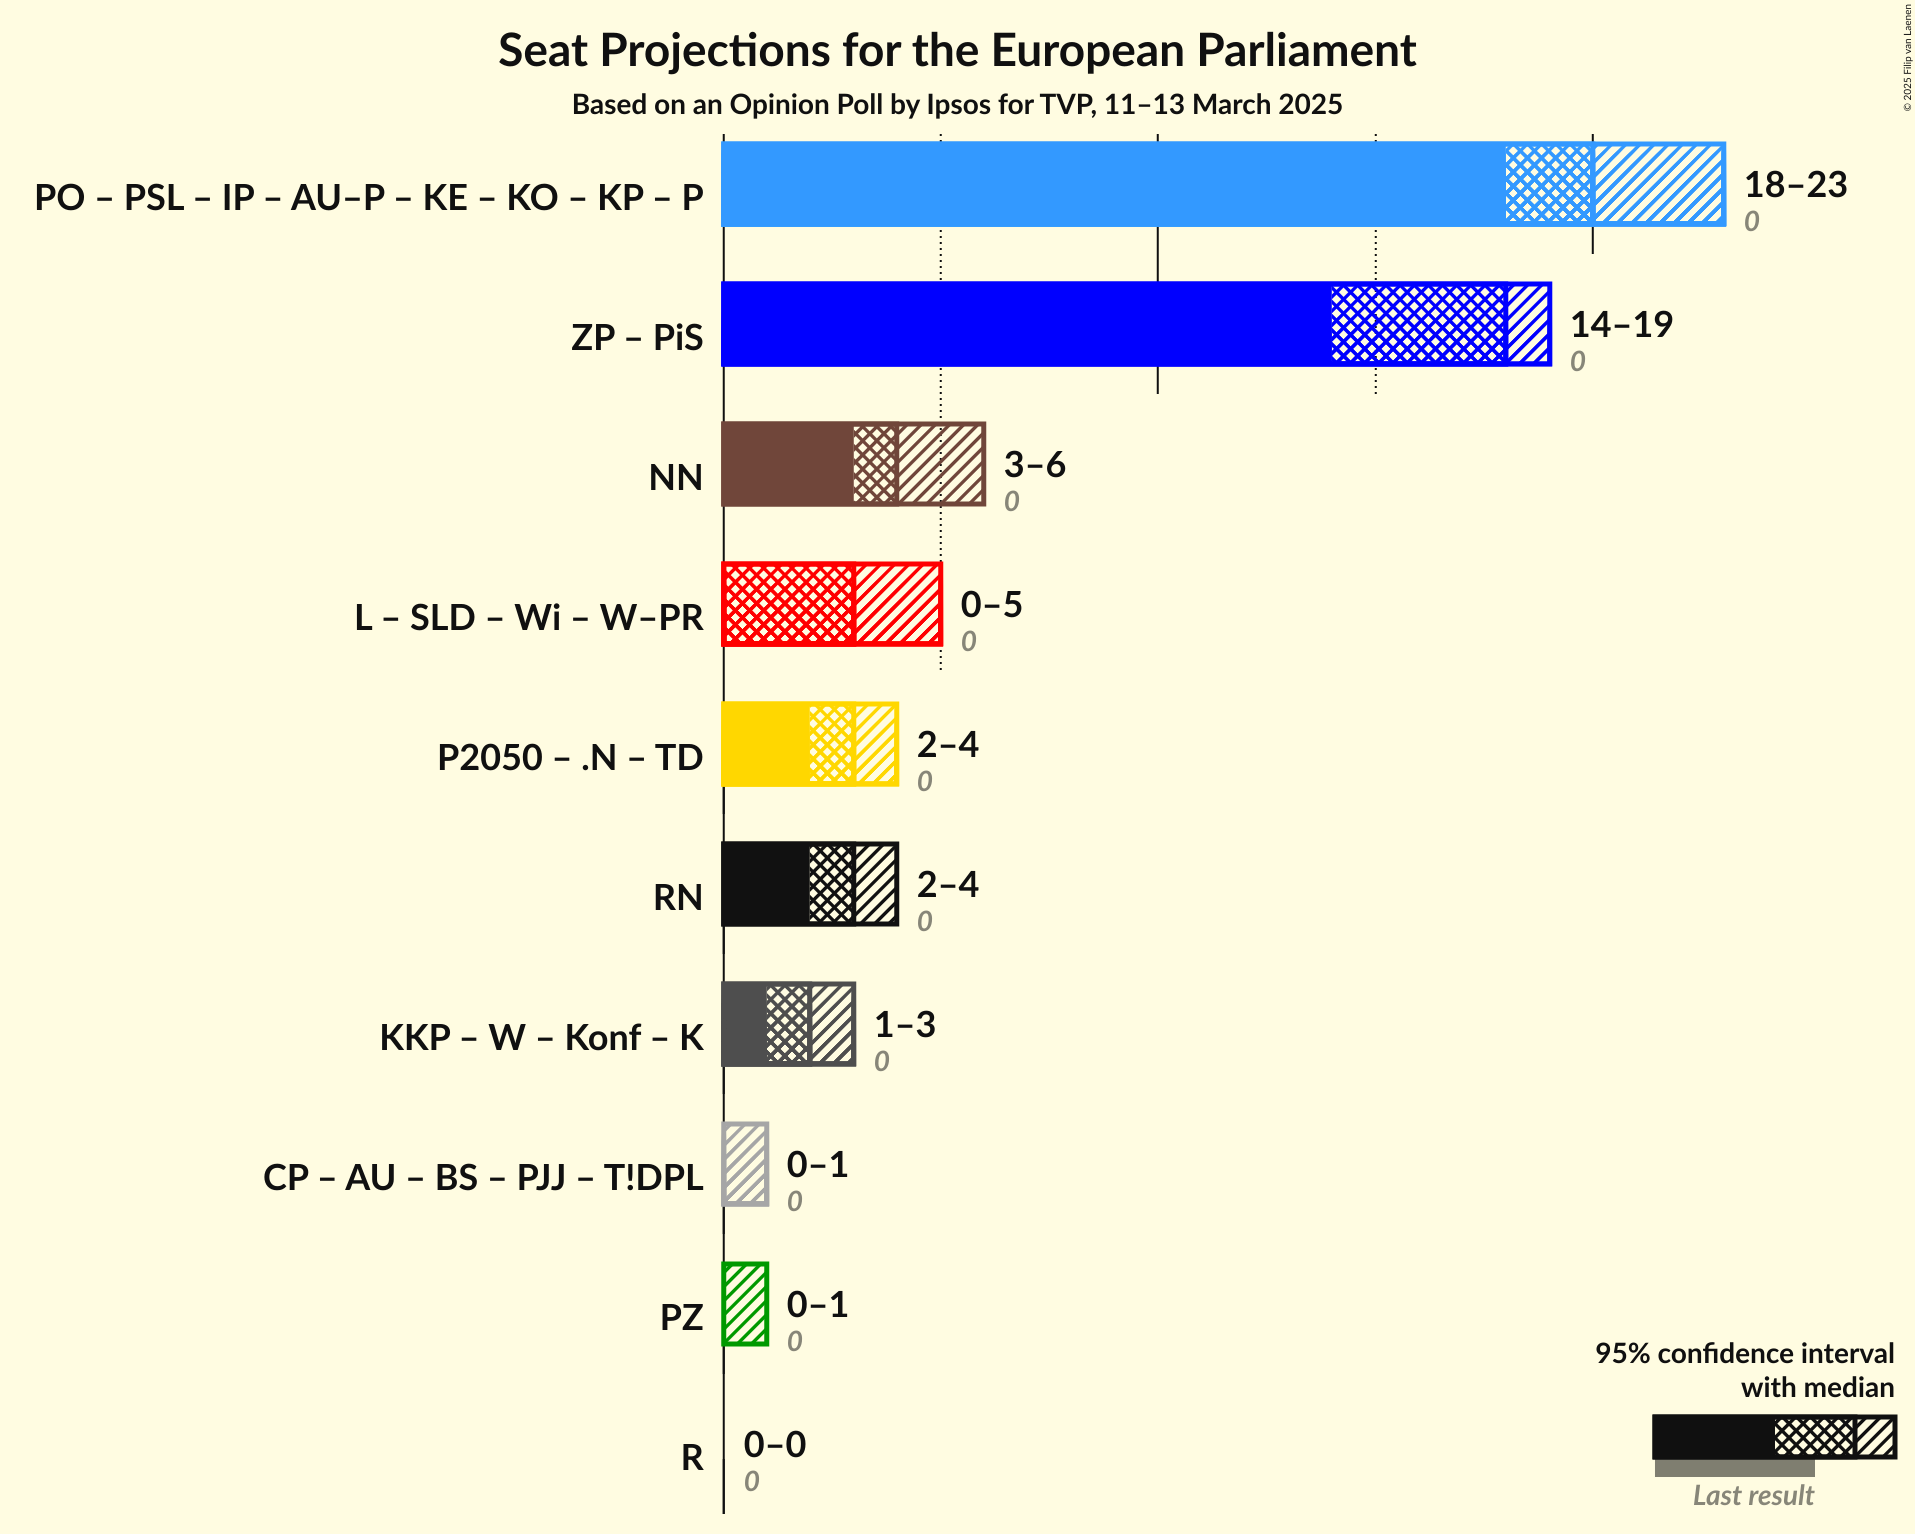 Seat Projections for the European Parliament
Based on an Opinion Poll by Ipsos for TVP, 11–13 March 2025
© 2025 Filip van Laenen
PO – PSL – IP – AU–P – KE – KO – KP – P
18–23
0
ZP – PiS
14–19
0
NN
3–6
0
L – SLD – Wi – W–PR
0–5
0
P2050 – .N – TD
2–4
0
RN
2–4
0
KKP – W – Konf – K
1–3
0
CP – AU – BS – PJJ – T!DPL
0–1
0
PZ
0–1
0
R
0–0
0
95% confidence interval
with median
Last result